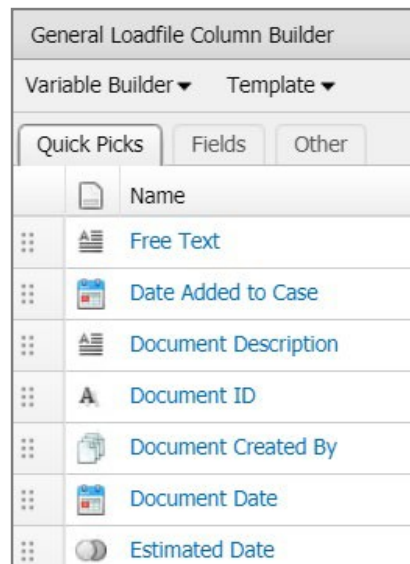 General Loadfile Column Builder
Variable Builder Template
Quick Picks Fields Other
Name
Free Text
Date Added to Case
Document Description
A Document ID
Document Created By
Document Date
Estimated Date